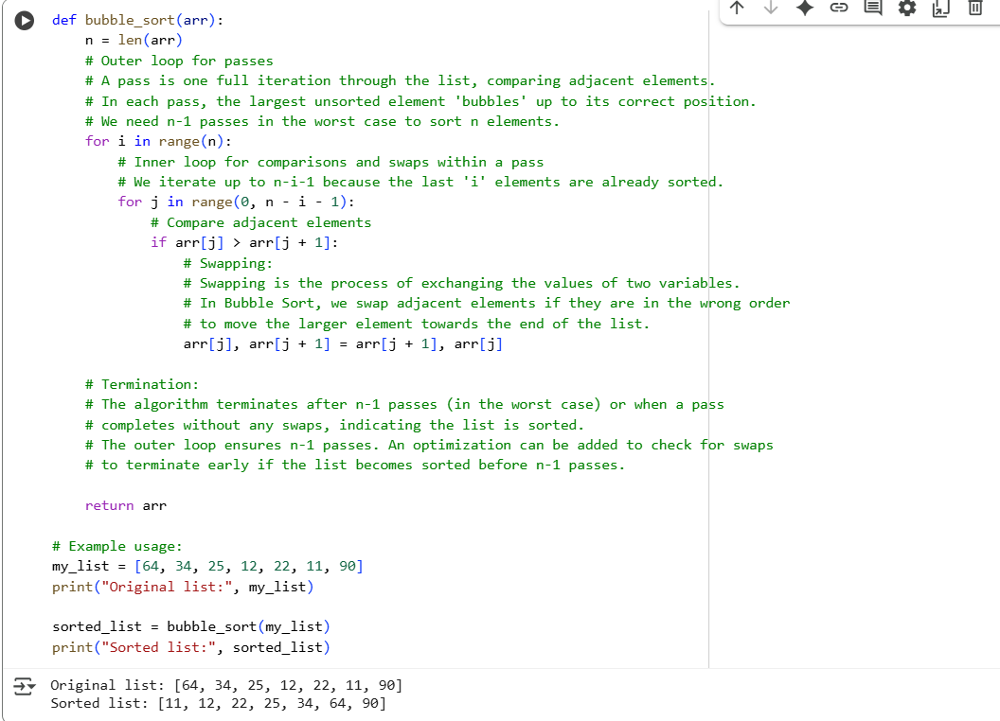 def bubble_sort(arr):
    n = len(arr)
    # Outer loop for passes
    # A pass is one full iteration through the list, comparing adjacent elements.
    # In each pass, the largest unsorted element 'bubbles' up to its correct position.
    # We need n-1 passes in the worst case to sort n elements.
    for i in range(n):
        # Inner loop for comparisons and swaps within a pass
        # We iterate up to n-i-1 because the last 'i' elements are already sorted.
        for j in range(0, n - i - 1):
            # Compare adjacent elements
            if arr[j] > arr[j + 1]:
                # Swapping:
                # Swapping is the process of exchanging the values of two variables.
                # In Bubble Sort, we swap adjacent elements if they are in the wrong order
                # to move the larger element towards the end of the list.
                arr[j], arr[j + 1] = arr[j + 1], arr[j]

    # Termination:
    # The algorithm terminates after n-1 passes (in the worst case) or when a pass
    # completes without any swaps, indicating the list is sorted.
    # The outer loop ensures n-1 passes. An optimization can be added to check for swaps
    # to terminate early if the list becomes sorted before n-1 passes.

    return arr

# Example usage:
my_list = [64, 34, 25, 12, 22, 11, 90]
print("Original list:", my_list)

sorted_list = bubble_sort(my_list)
print("Sorted list:", sorted_list)

Original list: [64, 34, 25, 12, 22, 11, 90]
Sorted list: [11, 12, 22, 25, 34, 64, 90]